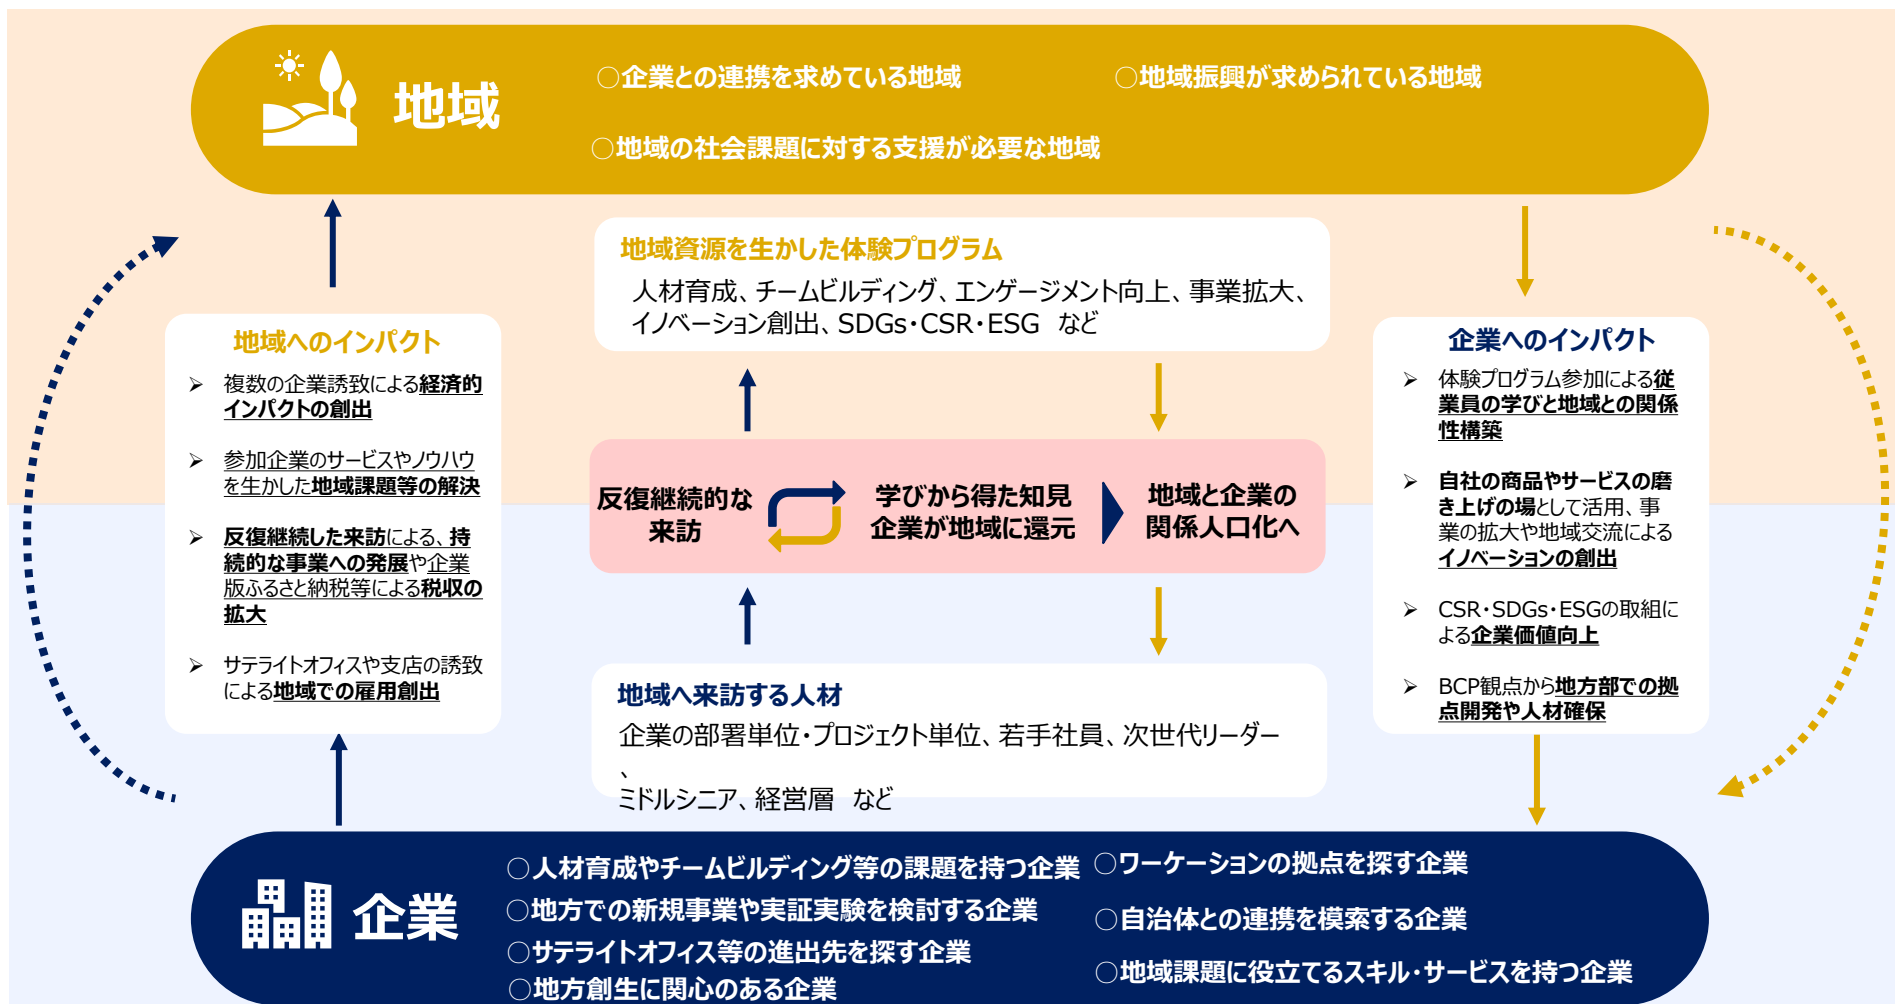 地域
○企業との連携を求めている地域
○地域振興が求められている地域
○地域の社会課題に対する支援が必要な地域
地域資源を生かした体験プログラム
人材育成、チームビルディング、エンゲージメント向上、事業拡大、
イノベーション創出、SDGs・CSR・ESG　など
地域へのインパクト
➢ 複数の企業誘致による経済的
インパクトの創出
➢ 参加企業のサービスやノウハウ
を生かした地域課題等の解決
➢ 反復継続した来訪による、持
続的な事業への発展や企業
版ふるさと納税等による税収の
拡大
➢ サテライトオフィスや支店の誘致
による地域での雇用創出
反復継続的な
来訪
学びから得た知見
企業が地域に還元
地域と企業の
関係人口化へ
企業へのインパクト
➢ 体験プログラム参加による従
業員の学びと地域との関係
性構築
➢ 自社の商品やサービスの磨
き上げの場として活用、事
業の拡大や地域交流による
イノベーションの創出
➢ CSR・SDGs・ESGの取組に
よる企業価値向上
➢ BCP観点から地方部での拠
点開発や人材確保
地域へ来訪する人材
企業の部署単位・プロジェクト単位、若手社員、次世代リーダー
、
ミドルシニア、経営層　など
企業
○人材育成やチームビルディング等の課題を持つ企業
○地方での新規事業や実証実験を検討する企業
○サテライトオフィス等の進出先を探す企業
○地方創生に関心のある企業
○ワーケーションの拠点を探す企業
○自治体との連携を模索する企業
○地域課題に役立てるスキル・サービスを持つ企業